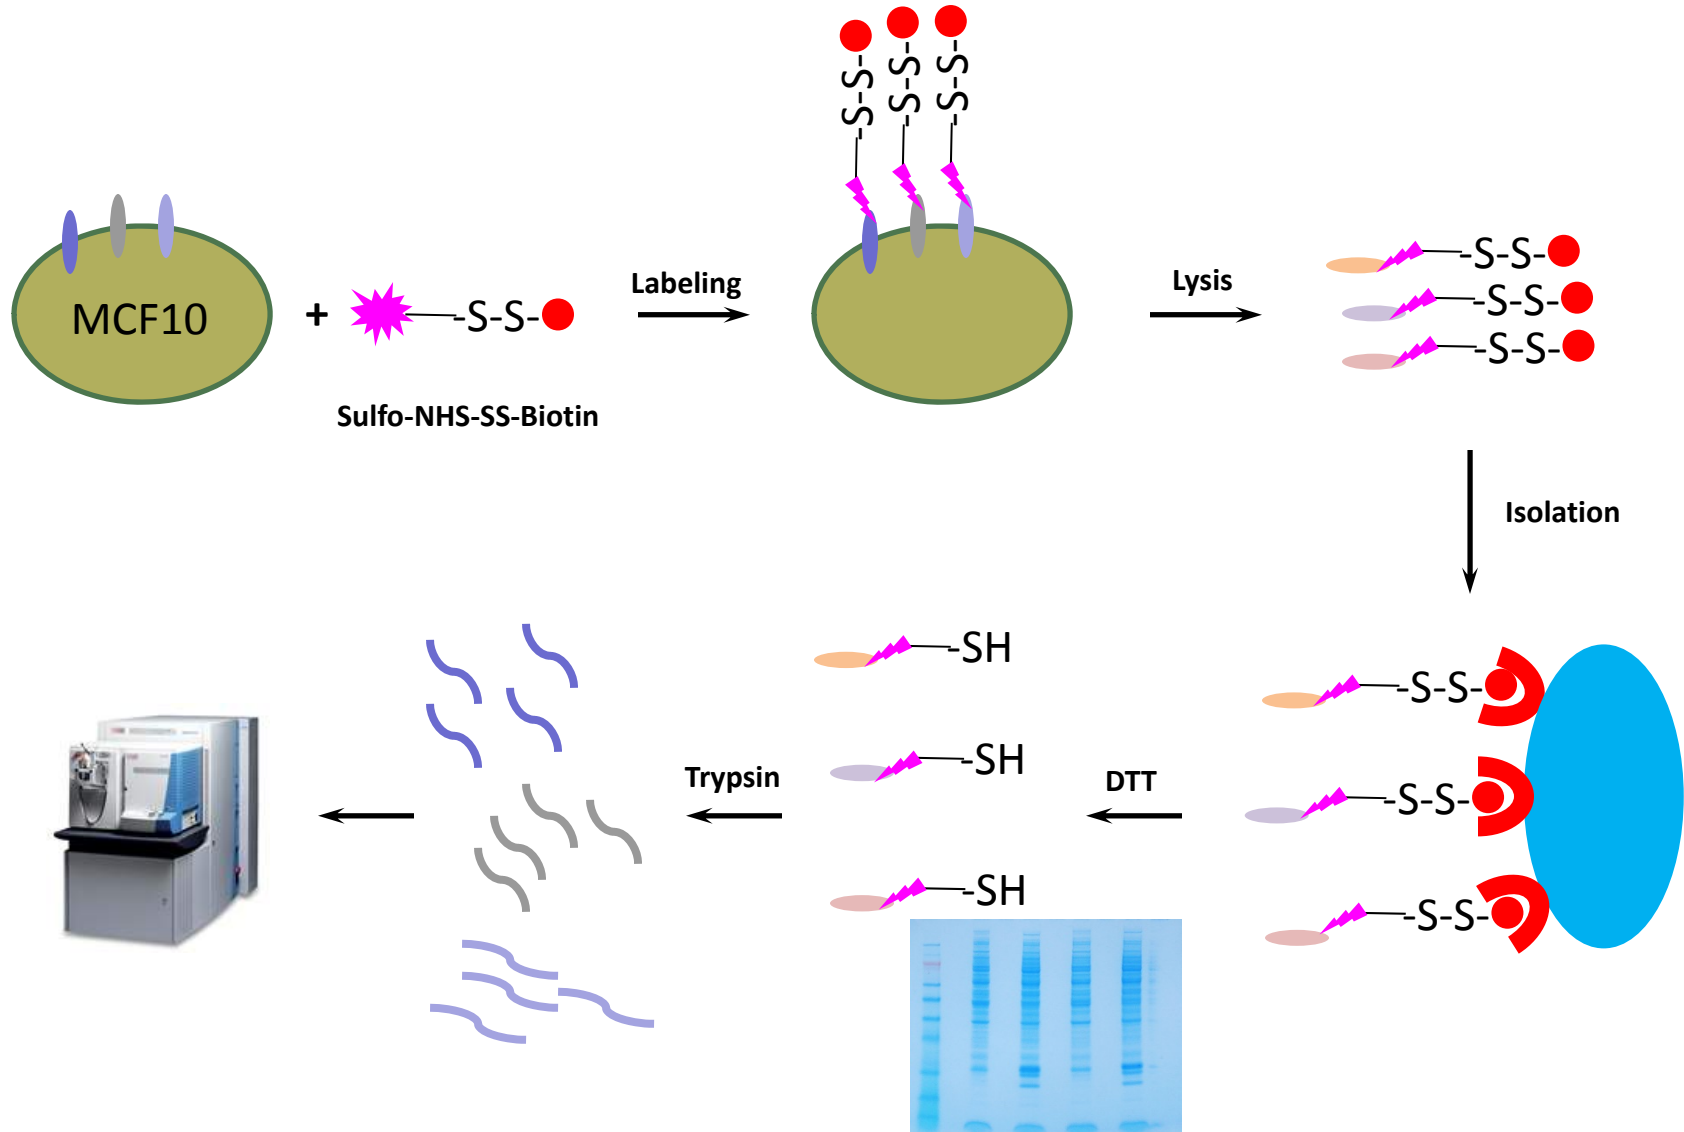 MCF10
+
-S-S-
Sulfo-NHS-SS-Biotin
Labeling
-S-S-
-S-S-
-S-S-
Lysis
-S-S-
-S-S-
-S-S-
Isolation
-S-S-
-S-S-
-S-S-
DTT
-SH
-SH
-SH
Trypsin